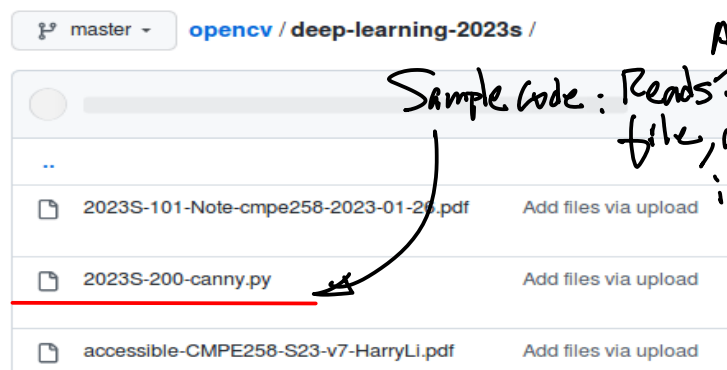 master
opencv / deep-learning-2023s /
Sample Code : Reads
file,
..
2023S-101-Note-cmpe258-2023-01-26.pdf Add files via upload
2023S-200-canny.py Add files via upload
accessible-CMPE258-S23-v7-HarryLi.pdf Add files via upload